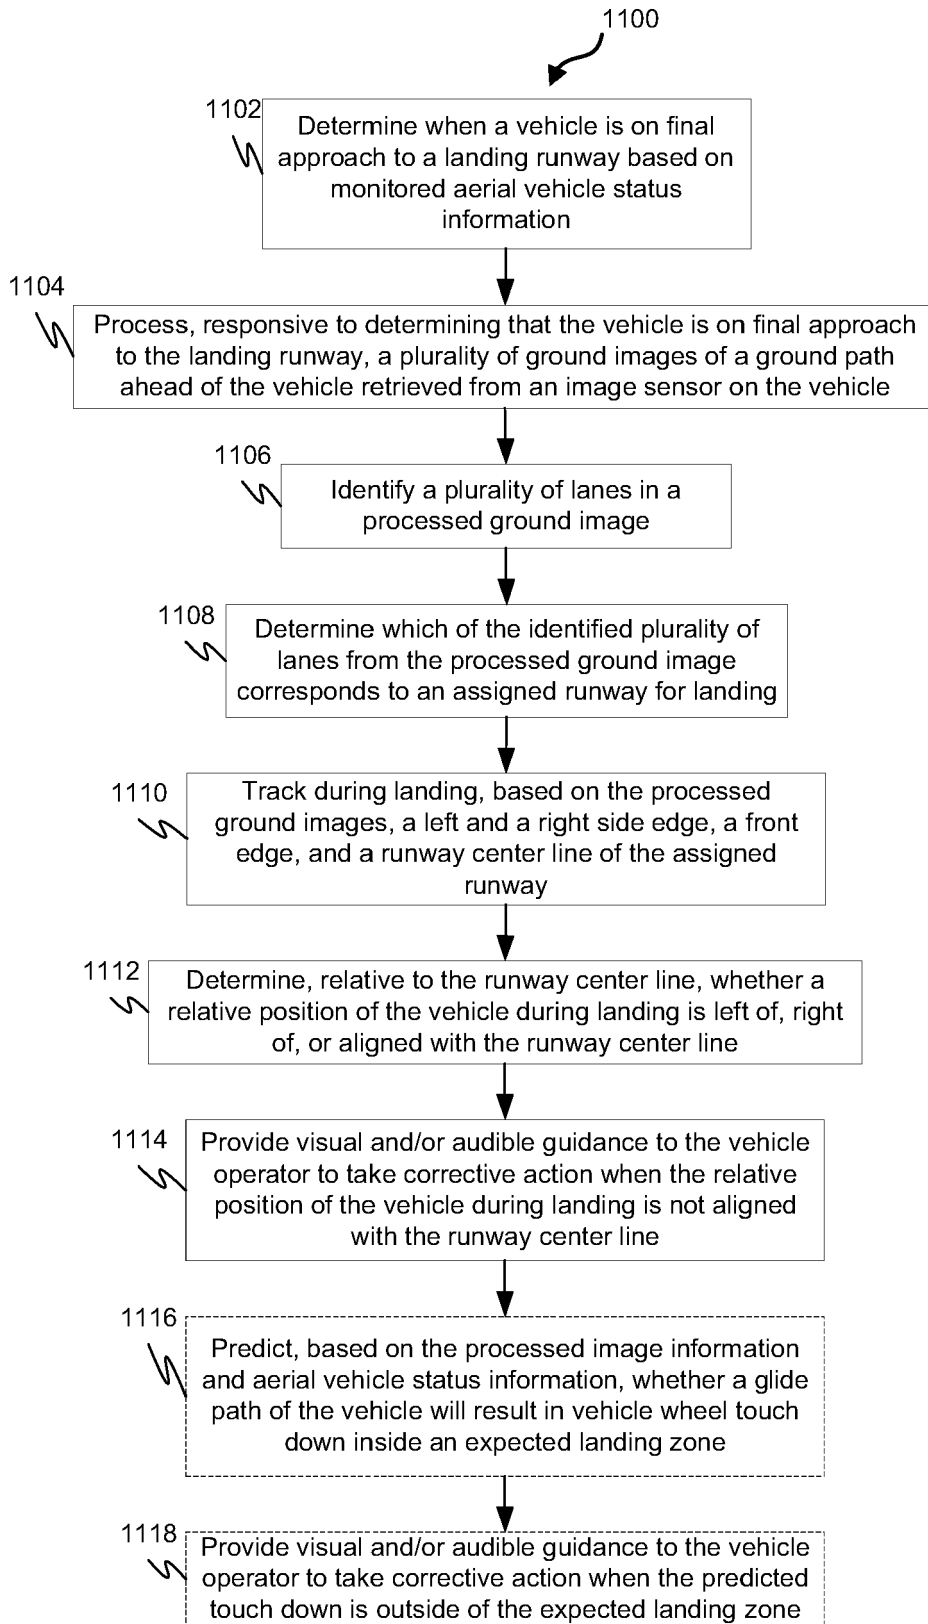 1100
1102
Determine when a vehicle is on final
approach to a landing runway based on
monitored aerial vehicle status
information
1104
Process, responsive to determining that the vehicle is on final approach
to the landing runway, a plurality of ground images of a ground path
ahead of the vehicle retrieved from an image sensor on the vehicle
1106
Identify a plurality of lanes in a
processed ground image
1108
Determine which of the identified plurality of
lanes from the processed ground image
corresponds to an assigned runway for landing
1110
Track during landing, based on the processed
ground images, a left and a right side edge, a front
edge, and a runway center line of the assigned
runway
1112
Determine, relative to the runway center line, whether a
relative position of the vehicle during landing is left of, right
of, or aligned with the runway center line
1114
Provide visual and/or audible guidance to the vehicle
operator to take corrective action when the relative
position of the vehicle during landing is not aligned
with the runway center line
1116
Predict, based on the processed image information
and aerial vehicle status information, whether a glide
path of the vehicle will result in vehicle wheel touch
down inside an expected landing zone
1118
Provide visual and/or audible guidance to the vehicle
operator to take corrective action when the predicted
touch down is outside of the expected landing zone